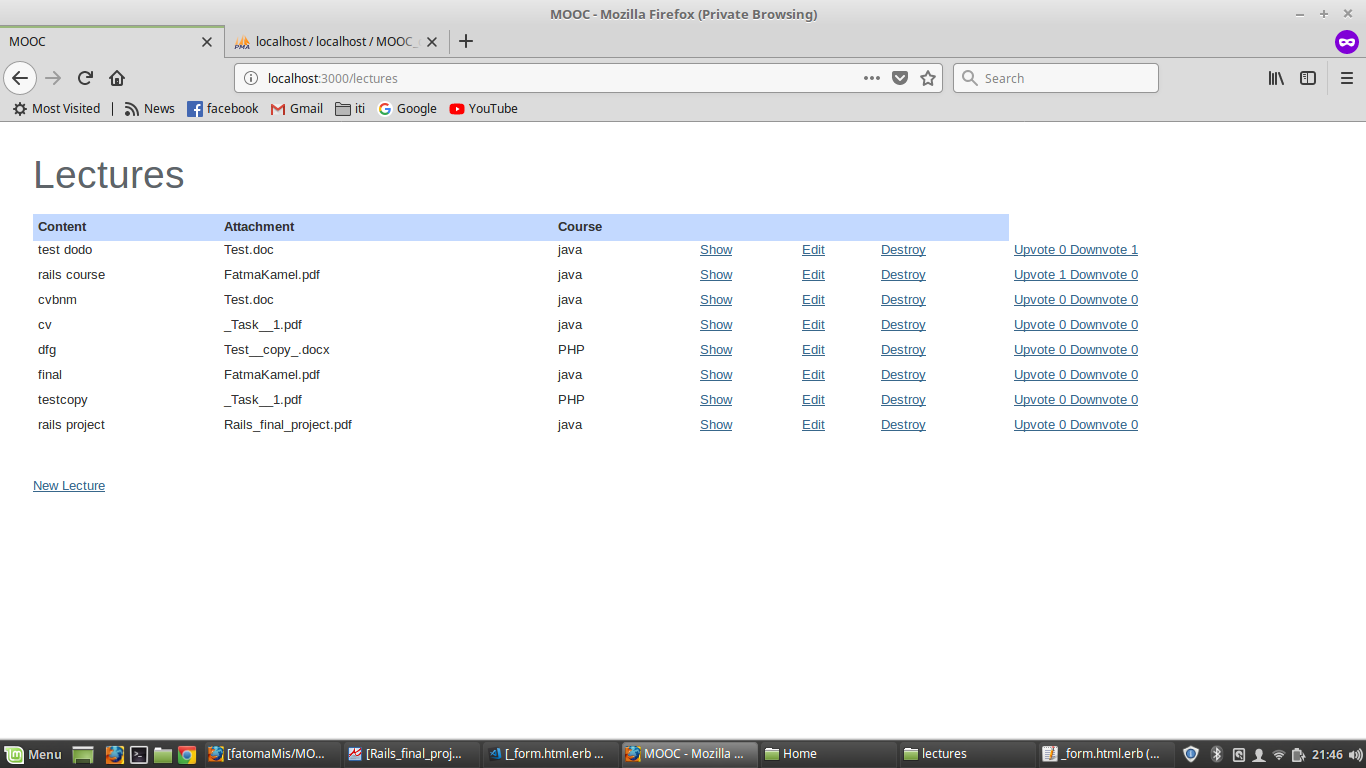 MOOC - Mozilla Firefox (Private Browsing)
MOOC
PMA localhost / localhost / MOOC_
localhost:3000/lectures
Search
Most Visited
News
facebook
Gmail
iti
Google
YouTube
Lectures
Content Attachment Course
test dodo Test.doc java Show Edit Destroy Upvote 0 Downvote 1
rails course FatmaKamel.pdf java Show Edit Destroy Upvote 1 Downvote 0
cvbnm Test.doc java Show Edit Destroy Upvote 0 Downvote 0
cv _Task__1.pdf java Show Edit Destroy Upvote 0 Downvote 0
dfg Test__copy_.docx PHP Show Edit Destroy Upvote 0 Downvote 0
final FatmaKamel.pdf java Show Edit Destroy Upvote 0 Downvote 0
testcopy _Task__1.pdf PHP Show Edit Destroy Upvote 0 Downvote 0
rails project Rails_final_project.pdf java Show Edit Destroy Upvote 0 Downvote 0
New Lecture
Menu
[fatomaMis/MO...
[Rails_final_proj...
[_form.html.erb ...
MOOC - Mozilla ...
Home
lectures
_form.html.erb (...
21:46